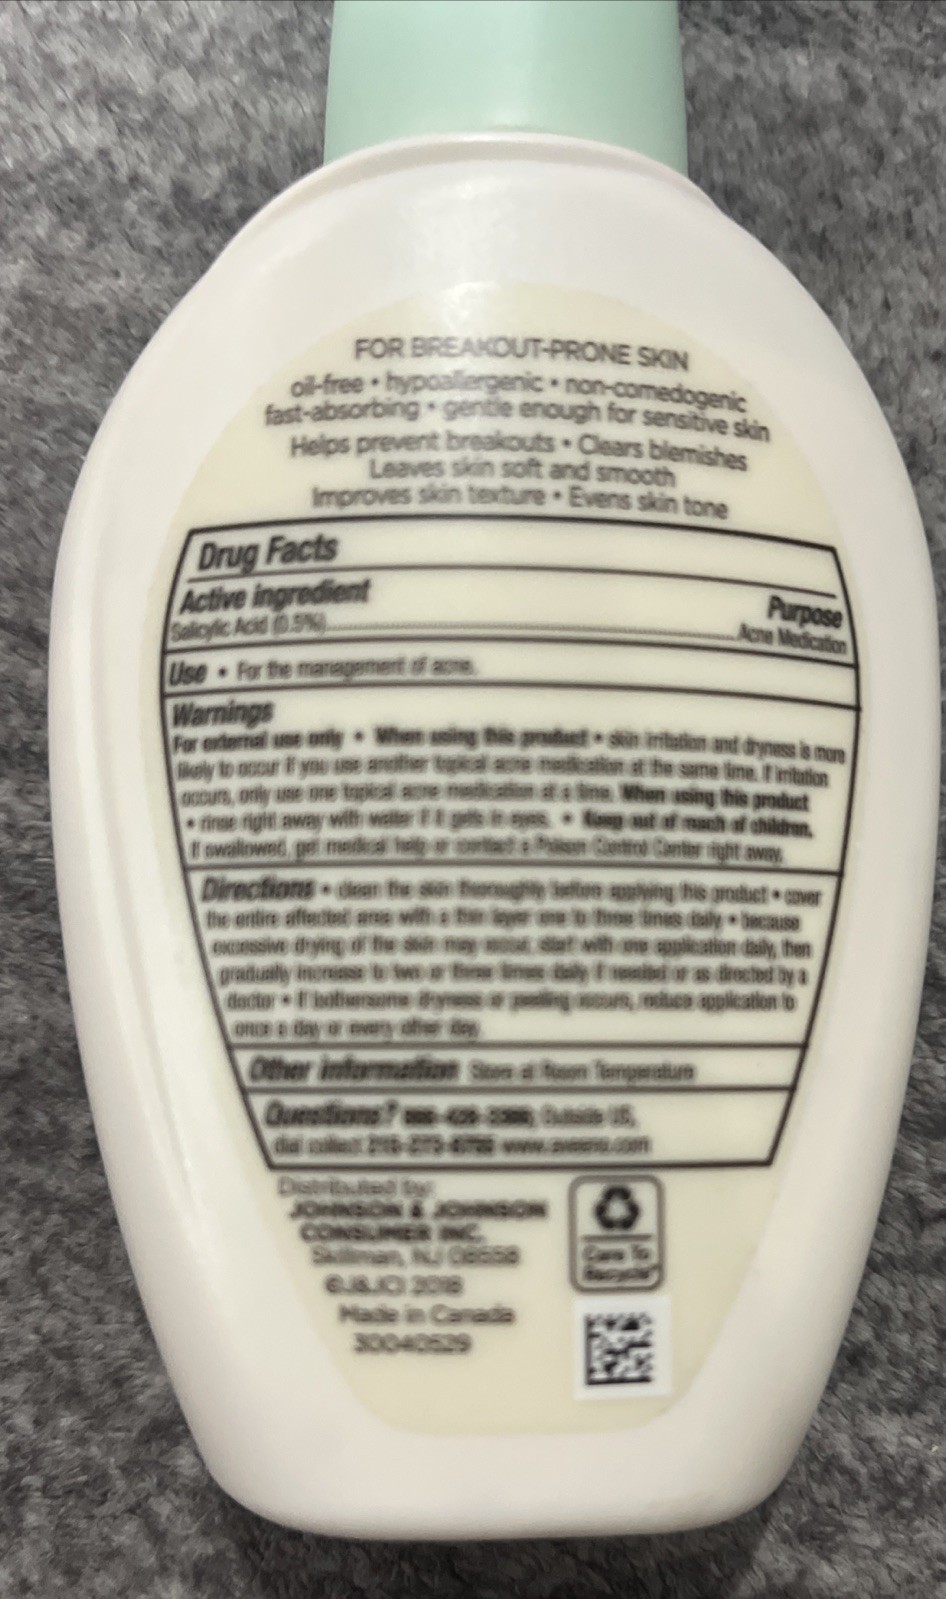 FOR BREAKOUT-PRONE SKIN
oil-free • hypoallergenic • non-comedogenic
fast-absorbing • gentle enough for sensitive skin
Helps prevent breakouts • Clears blemishes
Leaves skin soft and smooth
Improves skin texture • Evens skin tone
Drug Facts
Active ingredient Purpose
Salicylic Acid (0.5%)........Acne Medication
Use • For the management of acne.
Warnings
For external use only • When using this product • skin irritation and dryness is more
likely to occur if you use another topical acne medication at the same time. If irritation
occurs, only use one topical acne medication at a time. When using this product
• rinse right away with water if it gets in eyes. • Keep out of reach of children.
If swallowed, get medical help or contact a Poison Control Center right away.
Directions • clean the skin thoroughly before applying this product • cover
the entire affected area with a thin layer one to three times daily • because
excessive drying of the skin may occur, start with one application daily, then
gradually increase to two or three times daily if needed or as directed by a
doctor • If bothersome dryness or peeling occurs, reduce application to
once a day or every other day.
Other information Store at Room Temperature
Questions? Outside US,
dial collect www.aveeno.com
Distributed by:
JOHNSON & JOHNSON
CONSUMER INC.
Skillman, NJ 08558
©J&JCI 2018
Made in Canada
30040529
Care To
Recycle